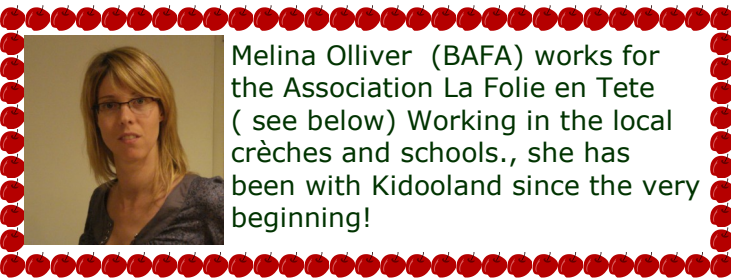 Melina Olliver (BAFA) works for
the Association La Folie en Tete
( see below) Working in the local
crèches and schools., she has
been with Kidooland since the very
beginning!